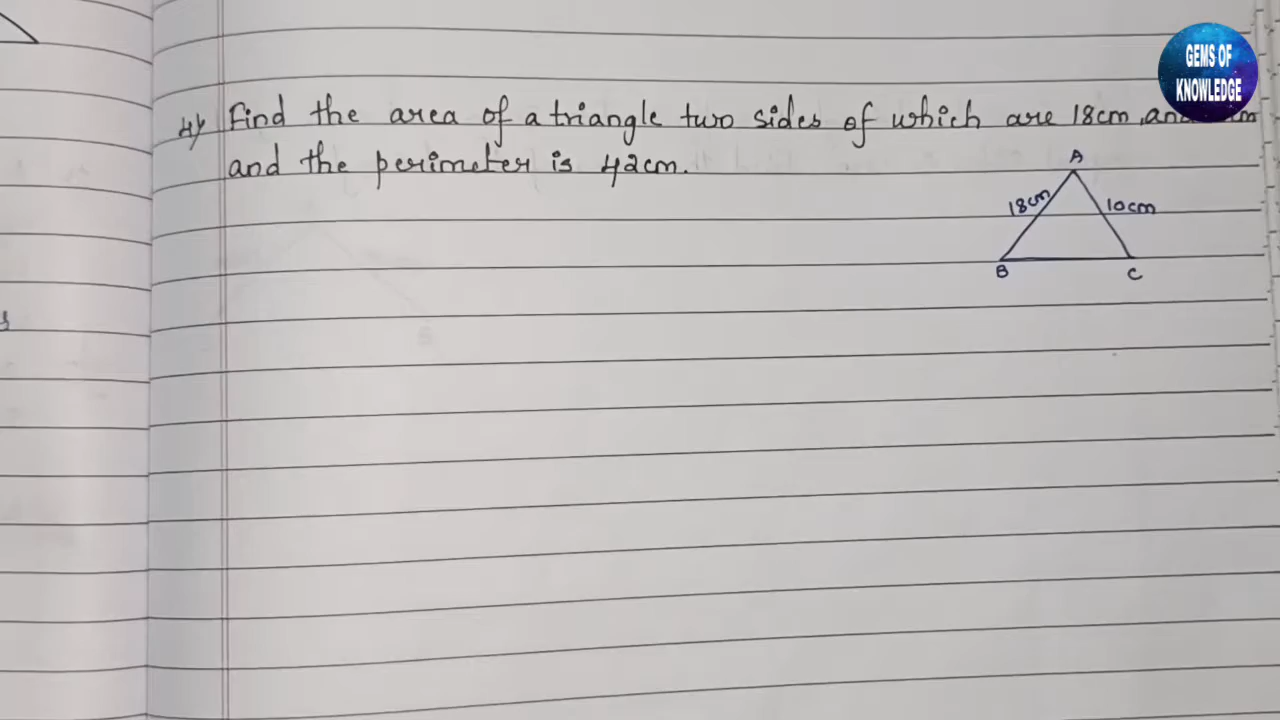 4) Find the area of a triangle two sides of which are 18cm and
and the perimeter is 42cm.
A
18cm
10cm
B
C
GEMS OF
KNOWLEDGE